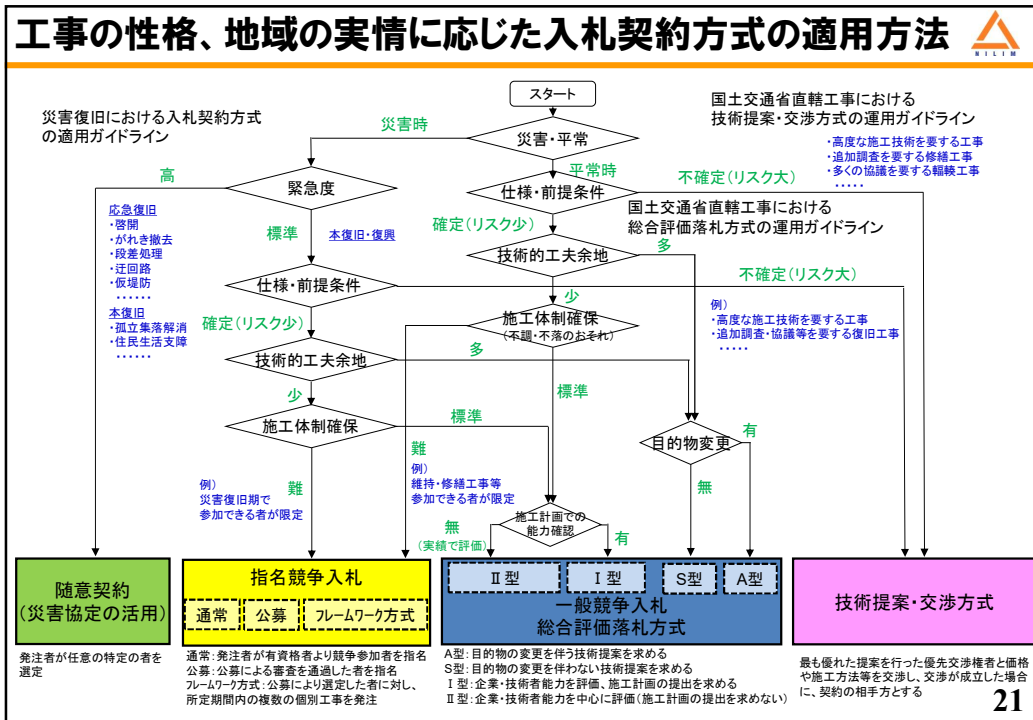 工事の性格、地域の実情に応じた入札契約方式の適用方法
NILIM
災害復旧における入札契約方式
の適用ガイドライン
スタート
国土交通省直轄工事における
技術提案・交渉方式の運用ガイドライン
・高度な施工技術を要する工事
・追加調査を要する修繕工事
・多くの協議を要する輻輳工事
・・・・・
災害時
災害・平常
平常時
高
緊急度
仕様・前提条件
不確定(リスク大)
応急復旧
・啓開
・がれき撤去
・段差処理
・迂回路
・仮堤防
・・・・・・
本復旧
・孤立集落解消
・住民生活支障
・・・・・・
標準
本復旧・復興
確定(リスク少)
国土交通省直轄工事における
総合評価落札方式の運用ガイドライン
技術的工夫余地
多
仕様・前提条件
不確定(リスク大)
少
例)
・高度な施工技術を要する工事
・追加調査・協議等を要する復旧工事
・・・・・
確定(リスク少)
施工体制確保
(不調・不落のおそれ)
技術的工夫余地
多
少
標準
施工体制確保
標準
目的物変更
有
難
例)
維持・修繕工事等
参加できる者が限定
例)
災害復旧期で
参加できる者が限定
難
無
施工計画での
能力確認
無
(実績で評価)
有
随意契約
(災害協定の活用)
指名競争入札
通常
公募
フレームワーク方式
Ⅱ型
Ⅰ型
S型
A型
一般競争入札
総合評価落札方式
技術提案・交渉方式
発注者が任意の特定の者を
選定
通常:発注者が有資格者より競争参加者を指名
公募:公募による審査を通過した者を指名
フレームワーク方式:公募により選定した者に対し、
所定期間内の複数の個別工事を発注
A型:目的物の変更を伴う技術提案を求める
S型:目的物の変更を伴わない技術提案を求める
Ⅰ型:企業・技術者能力を評価、施工計画の提出を求める
Ⅱ型:企業・技術者能力を中心に評価(施工計画の提出を求めない)
最も優れた提案を行った優先交渉権者と価格
や施工方法等を交渉し、交渉が成立した場合
に、契約の相手方とする
21